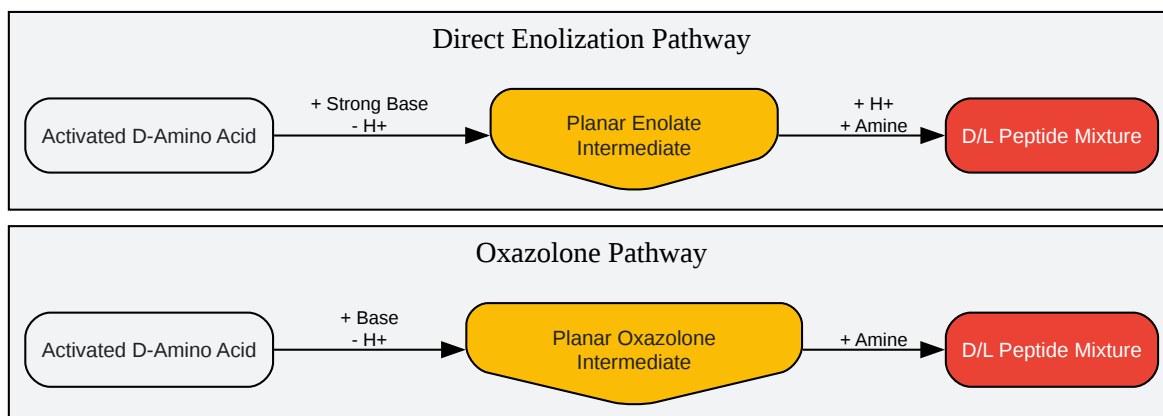 Direct Enolization Pathway
Activated D-Amino Acid
+ Strong Base
- H+
Planar Enolate
Intermediate
+ H+
+ Amine
D/L Peptide Mixture
Oxazolone Pathway
Activated D-Amino Acid
+ Base
- H+
Planar Oxazolone
Intermediate
+ Amine
D/L Peptide Mixture